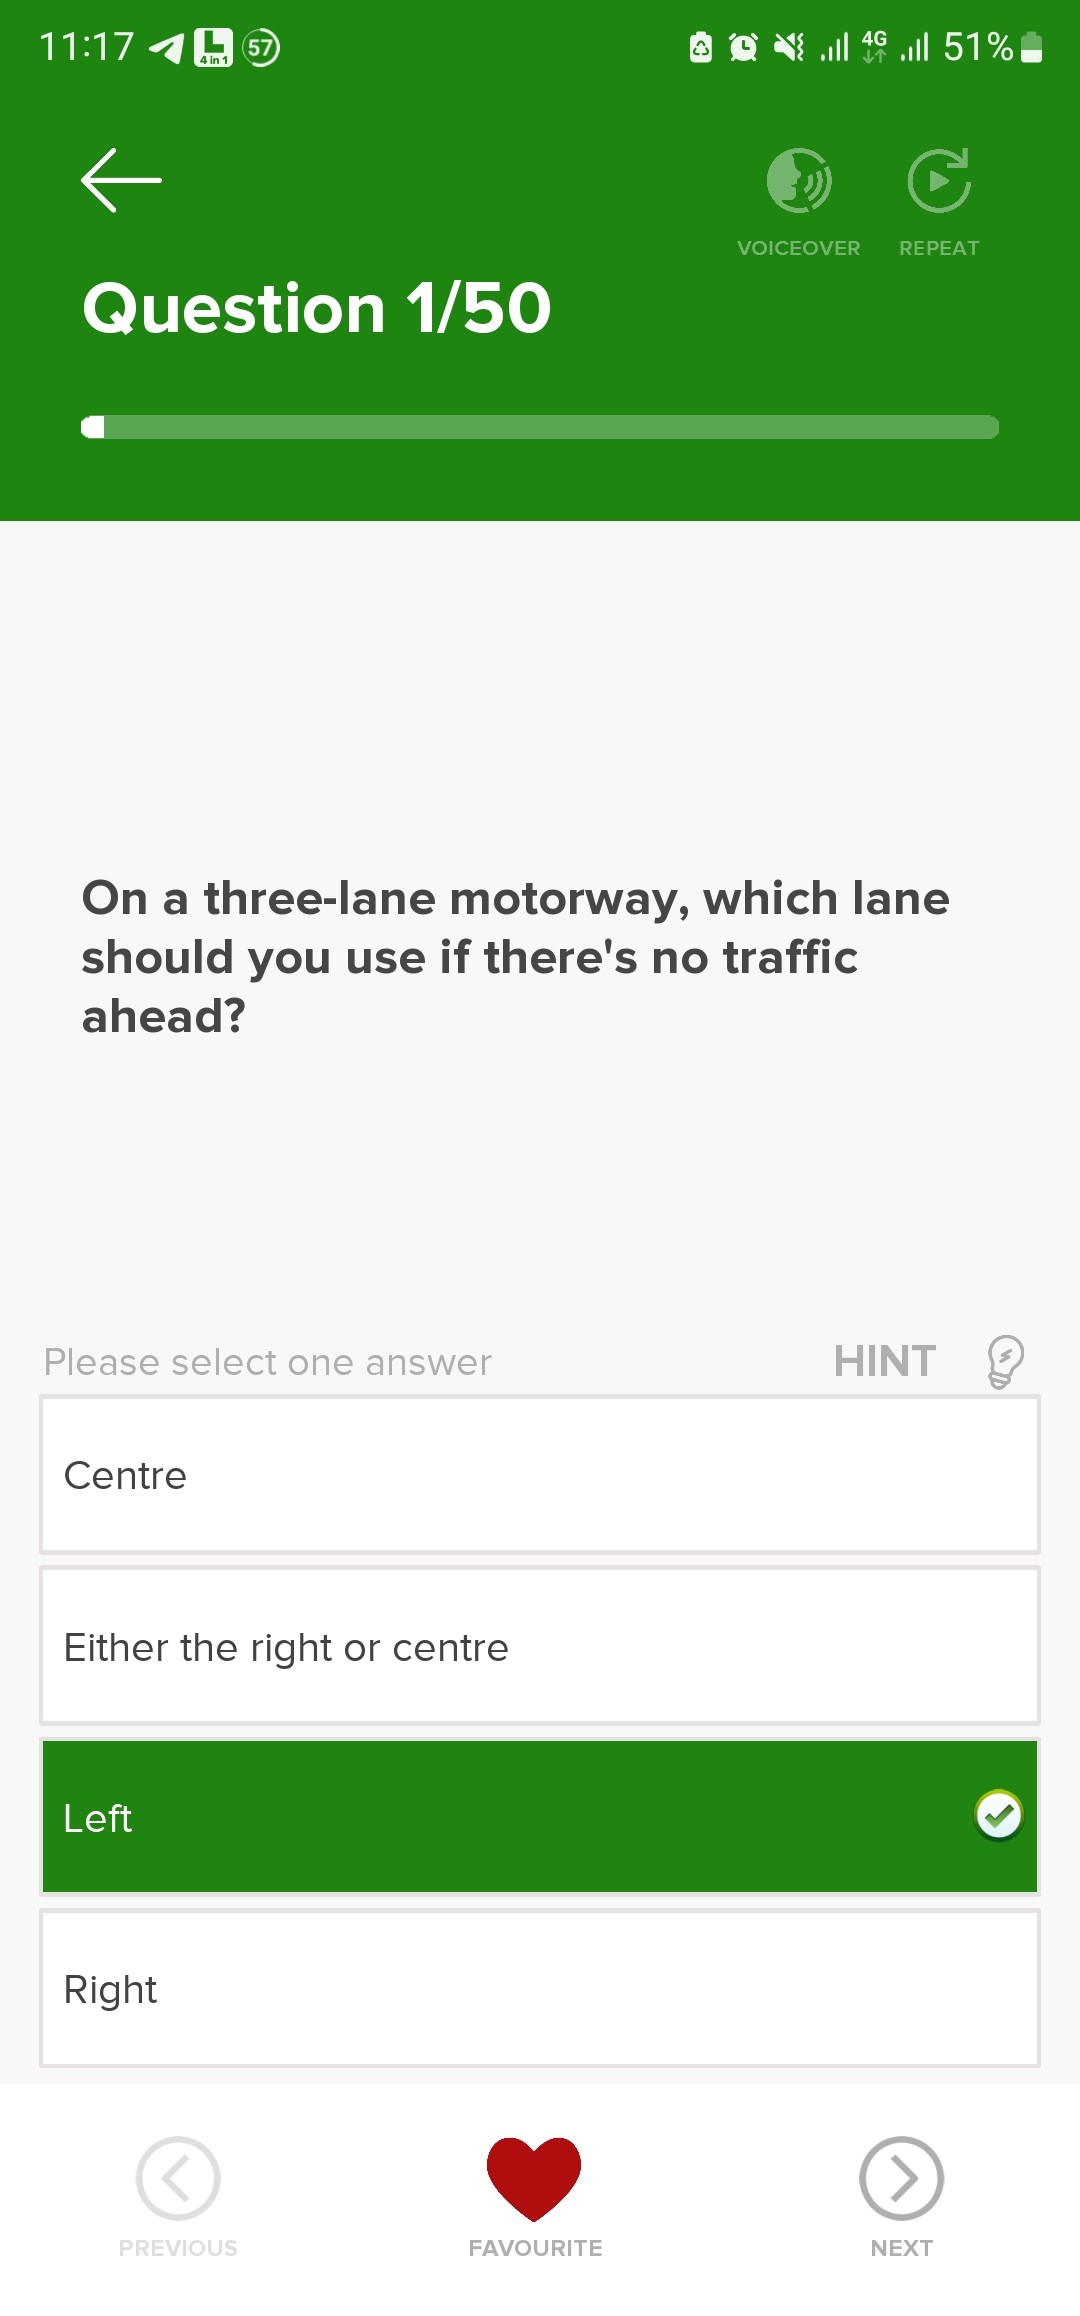 11:17 L 4 in 1 57 4G 51%
VOICEOVER REPEAT
Question 1/50
On a three-lane motorway, which lane
should you use if there's no traffic
ahead?
Please select one answer HINT
Centre
Either the right or centre
Left
Right
PREVIOUS FAVOURITE NEXT